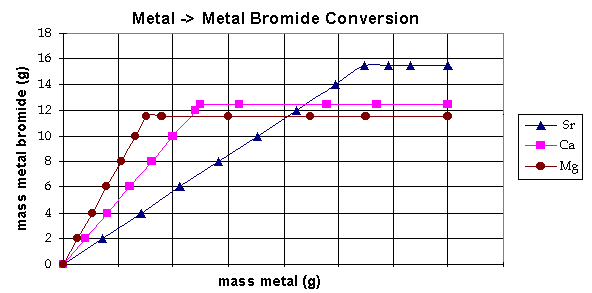 Metal -> Metal Bromide Conversion
mass metal bromide (g)
18
16
14
12
10
8
6
4
2
0
mass metal (g)
Sr
Ca
Mg